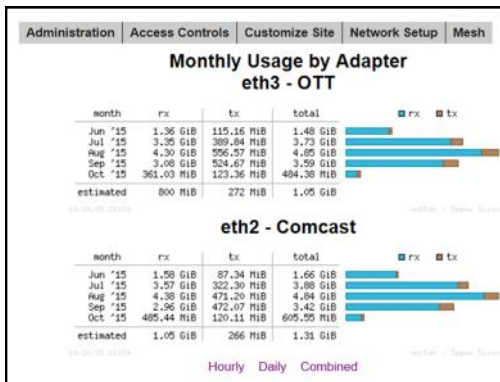 Administration Access Controls Customize Site Network Setup Mesh
Monthly Usage by Adapter
eth3 - OTT
month rx tx total rx tx
Jun '15 1.36 GiB 115.16 MiB 1.48 GiB
Jul '15 3.35 GiB 389.84 MiB 3.73 GiB
Aug '15 4.30 GiB 556.57 MiB 4.85 GiB
Sep '15 3.08 GiB 524.67 MiB 3.59 GiB
Oct '15 361.03 MiB 123.36 MiB 484.38 MiB
estimated 800 MiB 272 MiB 1.05 GiB
eth2 - Comcast
month rx tx total rx tx
Jun '15 1.58 GiB 87.34 MiB 1.66 GiB
Jul '15 3.57 GiB 322.30 MiB 3.88 GiB
Aug '15 4.38 GiB 471.20 MiB 4.84 GiB
Sep '15 2.96 GiB 472.07 MiB 3.42 GiB
Oct '15 485.44 MiB 120.11 MiB 605.55 MiB
estimated 1.05 GiB 266 MiB 1.31 GiB
Hourly Daily Combined